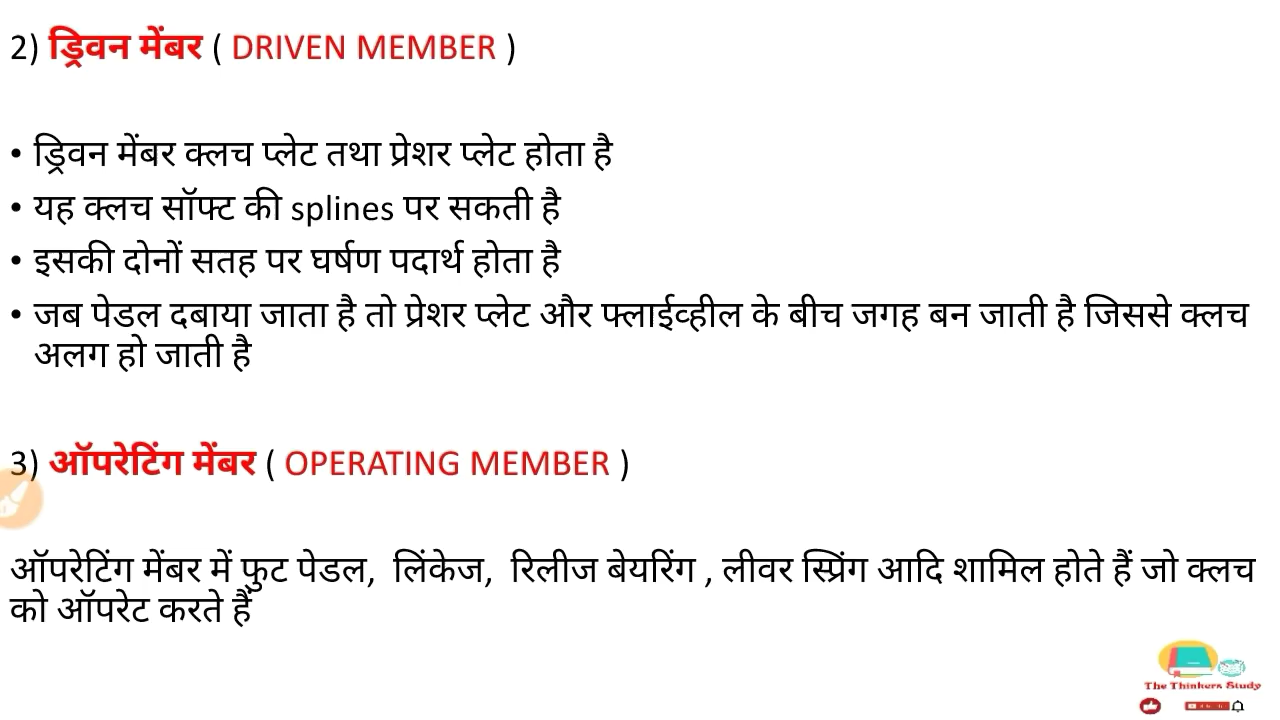 2) ड्रिवन मेंबर ( DRIVEN MEMBER )
• ड्रिवन मेंबर क्लच प्लेट तथा प्रेशर प्लेट होता है
• यह क्लच सॉफ्ट की splines पर सकती है
• इसकी दोनों सतह पर घर्षण पदार्थ होता है
• जब पेडल दबाया जाता है तो प्रेशर प्लेट और फ्लाईव्हील के बीच जगह बन जाती है जिससे क्लच
अलग हो जाती है
3) ऑपरेटिंग मेंबर ( OPERATING MEMBER )
ऑपरेटिंग मेंबर में फुट पेडल, लिंकेज, रिलीज बेयरिंग , लीवर स्प्रिंग आदि शामिल होते हैं जो क्लच
को ऑपरेट करते हैं
The Thinkers Study